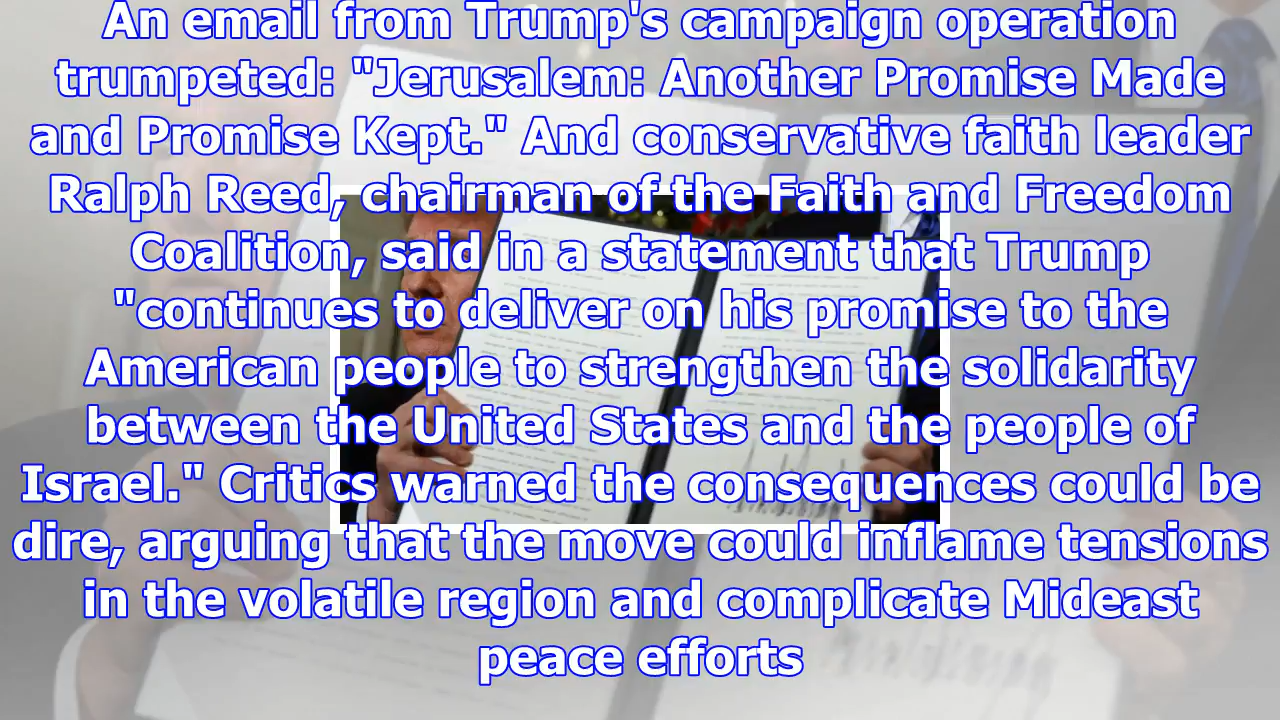 An email from Trump's campaign operation
trumpeted: "Jerusalem: Another Promise Made
and Promise Kept." And conservative faith leader
Ralph Reed, chairman of the Faith and Freedom
Coalition, said in a statement that Trump
"continues to deliver on his promise to the
American people to strengthen the solidarity
between the United States and the people of
Israel." Critics warned the consequences could be
dire, arguing that the move could inflame tensions
in the volatile region and complicate Mideast
peace efforts